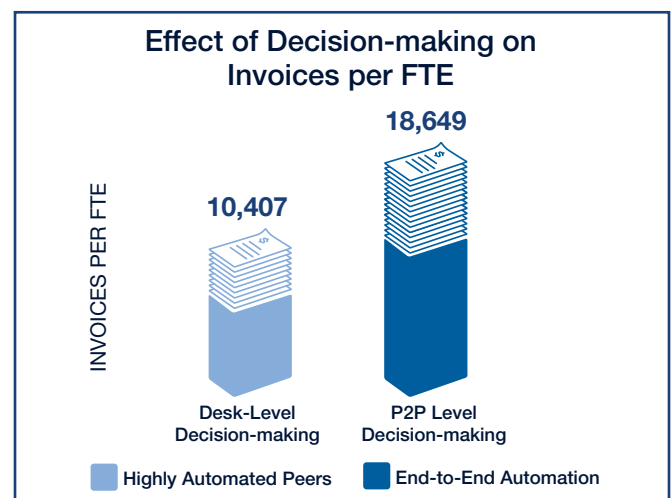 Effect of Decision-making on
Invoices per FTE
18,649
10,407
INVOICES PER FTE
$
$
Desk-Level
Decision-making
P2P Level
Decision-making
Highly Automated Peers
End-to-End Automation